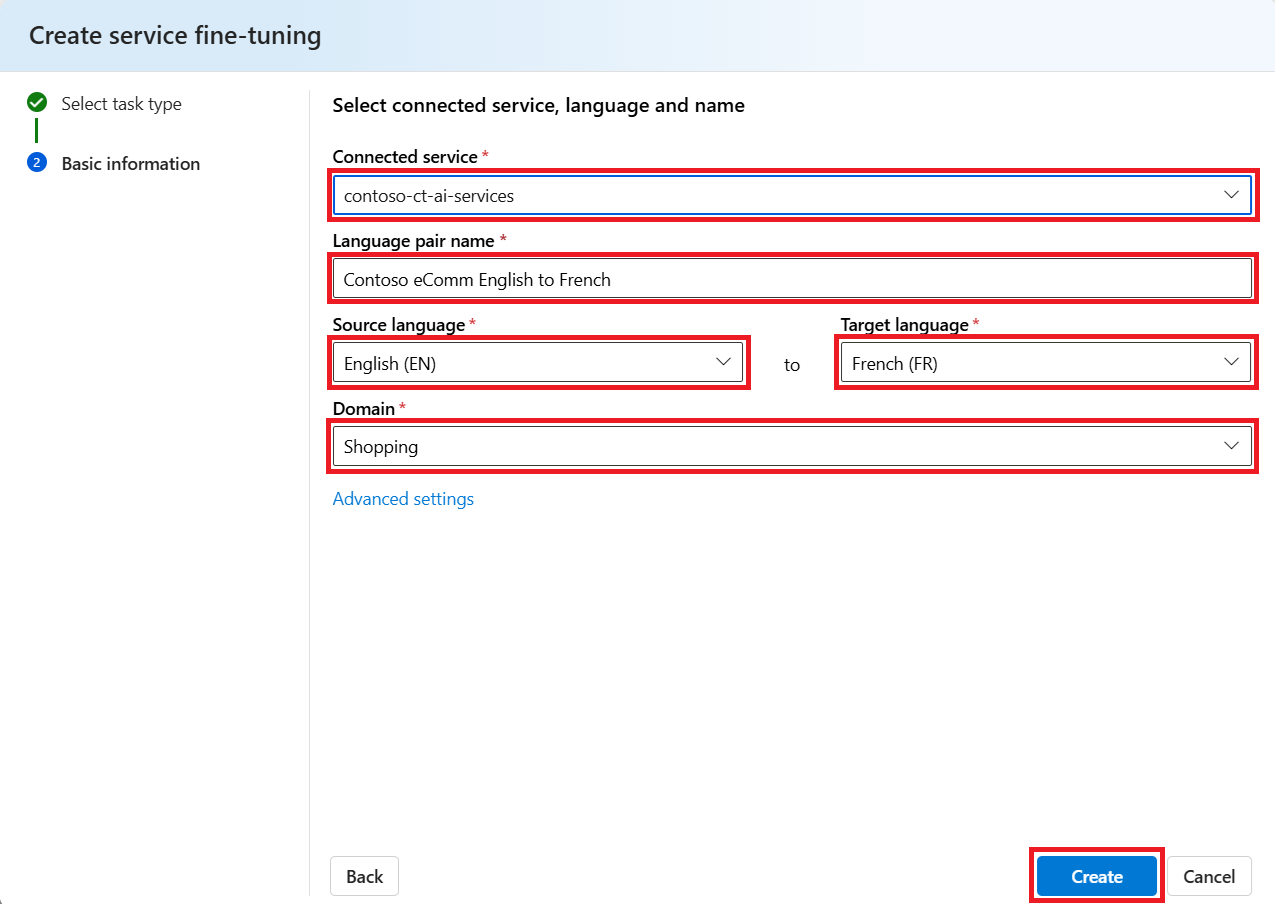 Create service fine-tuning
Select task type
2 Basic information
Select connected service, language and name
Connected service *
contoso-ct-ai-services
Language pair name *
Contoso eComm English to French
Source language * Target language *
English (EN) to French (FR)
Domain *
Shopping
Advanced settings
Back Create Cancel